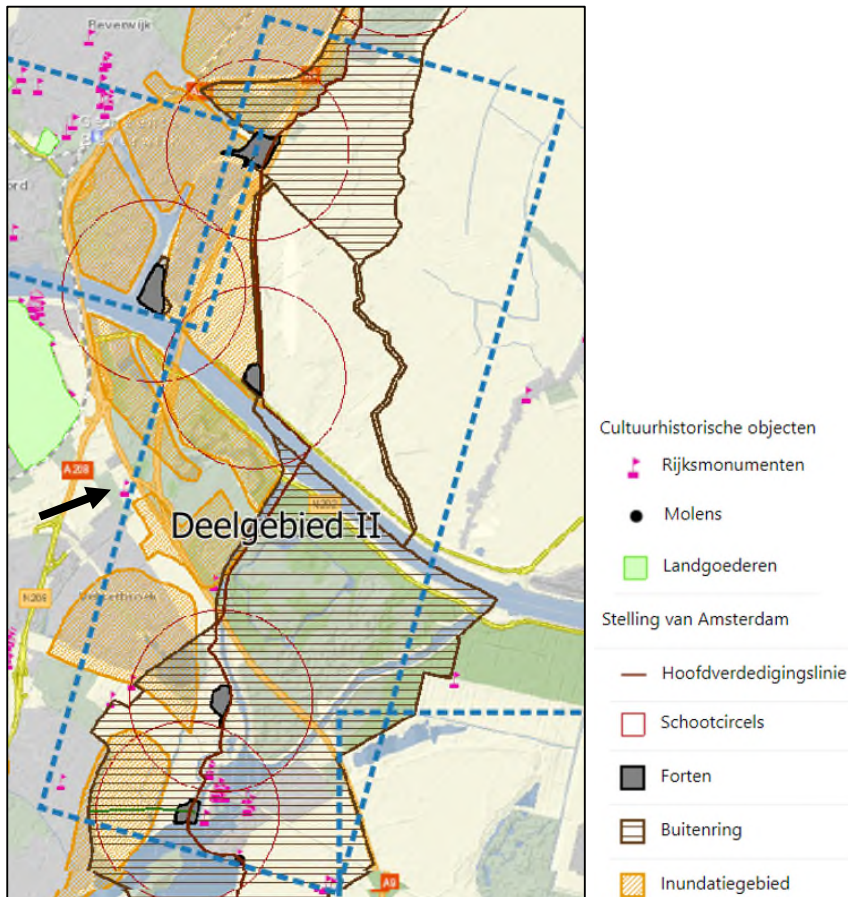 Beverwijk
A208
Deelgebied II
N202
N208
A9
Cultuurhistorische objecten
Rijksmonumenten
Molens
Landgoederen
Stelling van Amsterdam
Hoofdverdedigingslinie
Schootcircels
Forten
Buitenring
Inundatiegebied